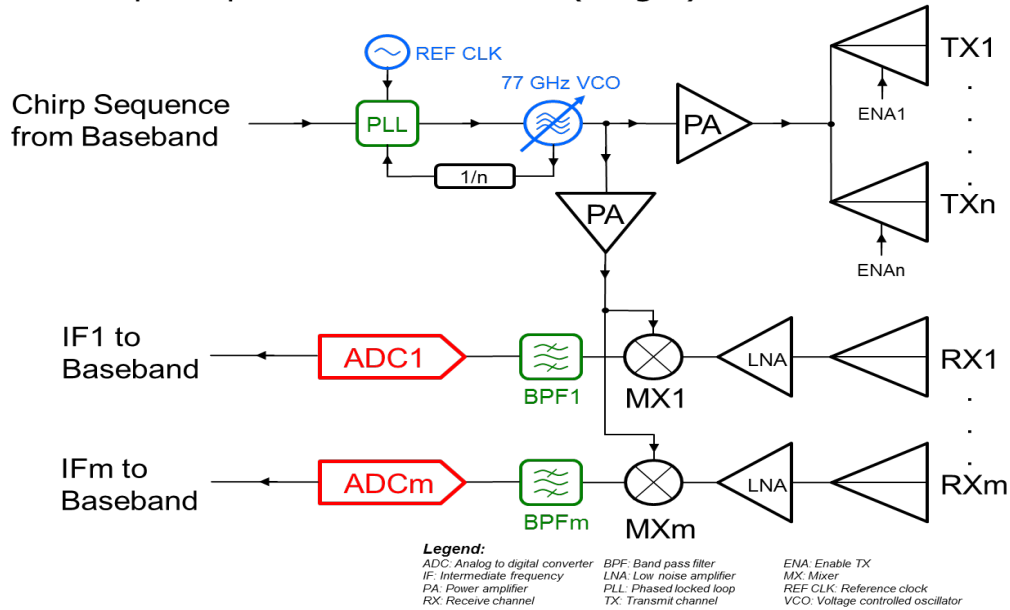 REF CLK
TX1
77 GHz VCO
Chirp Sequence
from Baseband
PLL
PA
ENA1
1/n
PA
TXn
ENAn
IF1 to
Baseband
ADC1
BPF1
MX1
LNA
RX1
IFm to
Baseband
ADCm
BPFm
MXm
LNA
RXm
Legend:
ADC: Analog to digital converter BPF: Band pass filter ENA: Enable TX
IF: Intermediate frequency LNA: Low noise amplifier MX: Mixer
PA: Power amplifier PLL: Phased locked loop REF CLK: Reference clock
RX: Receive channel TX: Transmit channel VCO: Voltage controlled oscillator